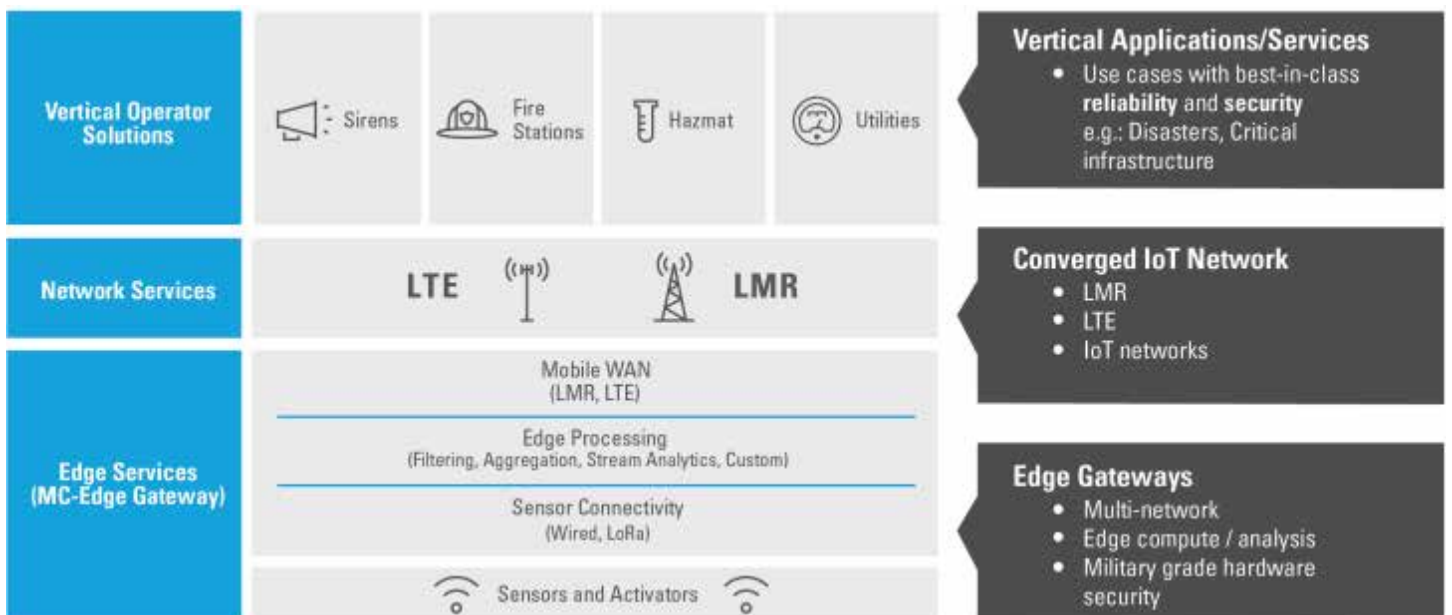 Vertical Operator
Solutions
Sirens
Fire
Stations
Hazmat
Utilities
Vertical Applications/Services
• Use cases with best-in-class
reliability and security
e.g.: Disasters, Critical
infrastructure
Network Services
LTE
LMR
Converged IoT Network
• LMR
• LTE
• IoT networks
Edge Services
(MC-Edge Gateway)
Mobile WAN
(LMR, LTE)
Edge Processing
(Filtering, Aggregation, Stream Analytics, Custom)
Sensor Connectivity
(Wired, LoRa)
Sensors and Activators
Edge Gateways
• Multi-network
• Edge compute / analysis
• Military grade hardware
security